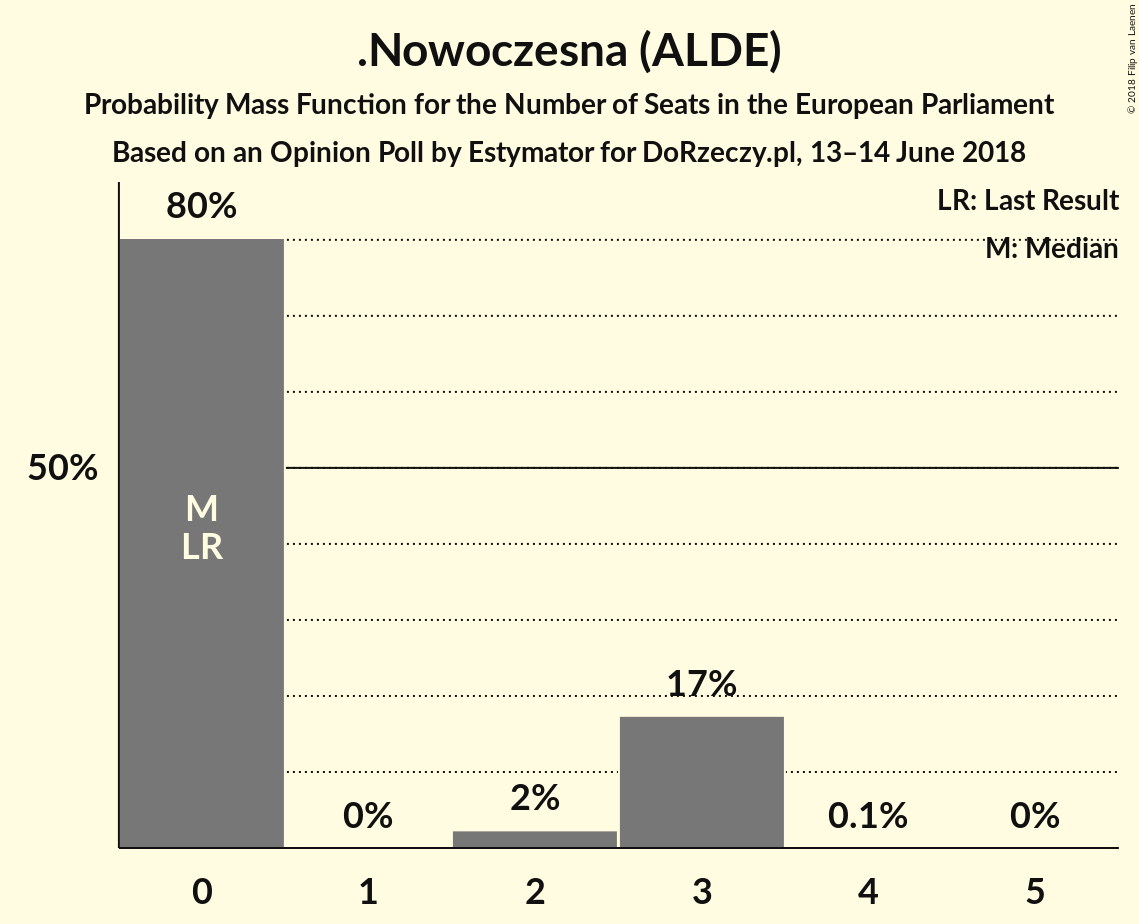 .Nowoczesna (ALDE)
Probability Mass Function for the Number of Seats in the European Parliament
Based on an Opinion Poll by Estymator for DoRzeczy.pl, 13–14 June 2018
© 2018 Filip van Laenen
LR: Last Result
M: Median
80%
50%
M
LR
0%
2%
17%
0.1%
0%
0 1 2 3 4 5